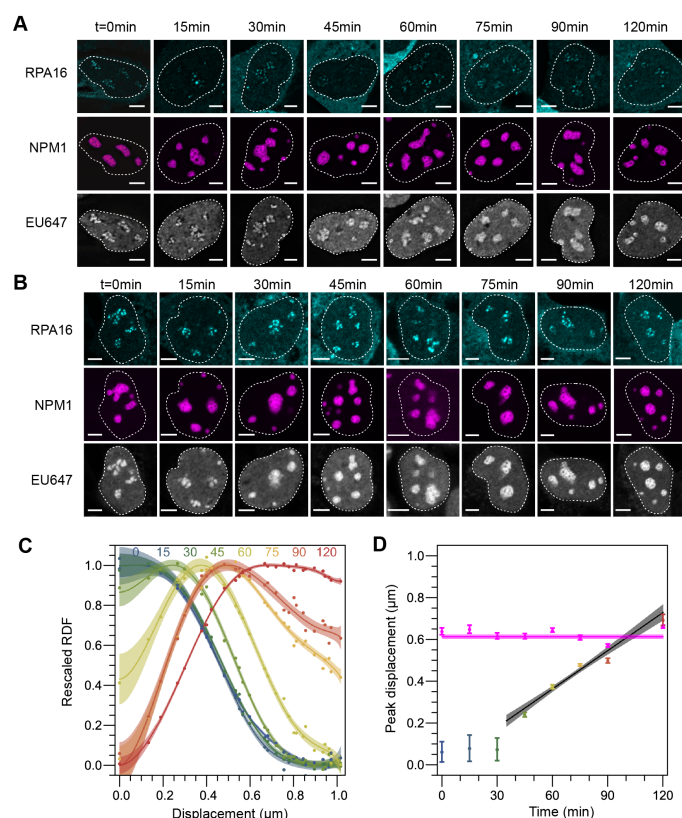 A
t=0min 15min 30min 45min 60min 75min 90min 120min
RPA16
NPM1
EU647
B
t=0min 15min 30min 45min 60min 75min 90min 120min
RPA16
NPM1
EU647
C
0 15 30 45 60 75 90 120
1.0
0.8
0.6
0.4
0.2
0.0
Rescaled RDF
0.0 0.2 0.4 0.6 0.8 1.0
Displacement (μm)
D
1.0
0.8
0.6
0.4
0.2
0.0
Peak displacement (μm)
0 30 60 90 120
Time (min)